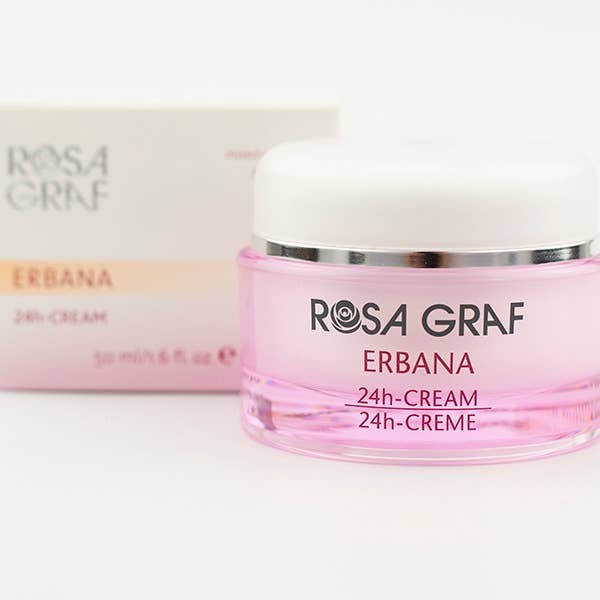 ROSA
GRAF
ERBANA
24h-CREAM
50 ml/1.6 fl. oz. ℮
ROSA GRAF
ERBANA
24h-CREAM
24h-CREME